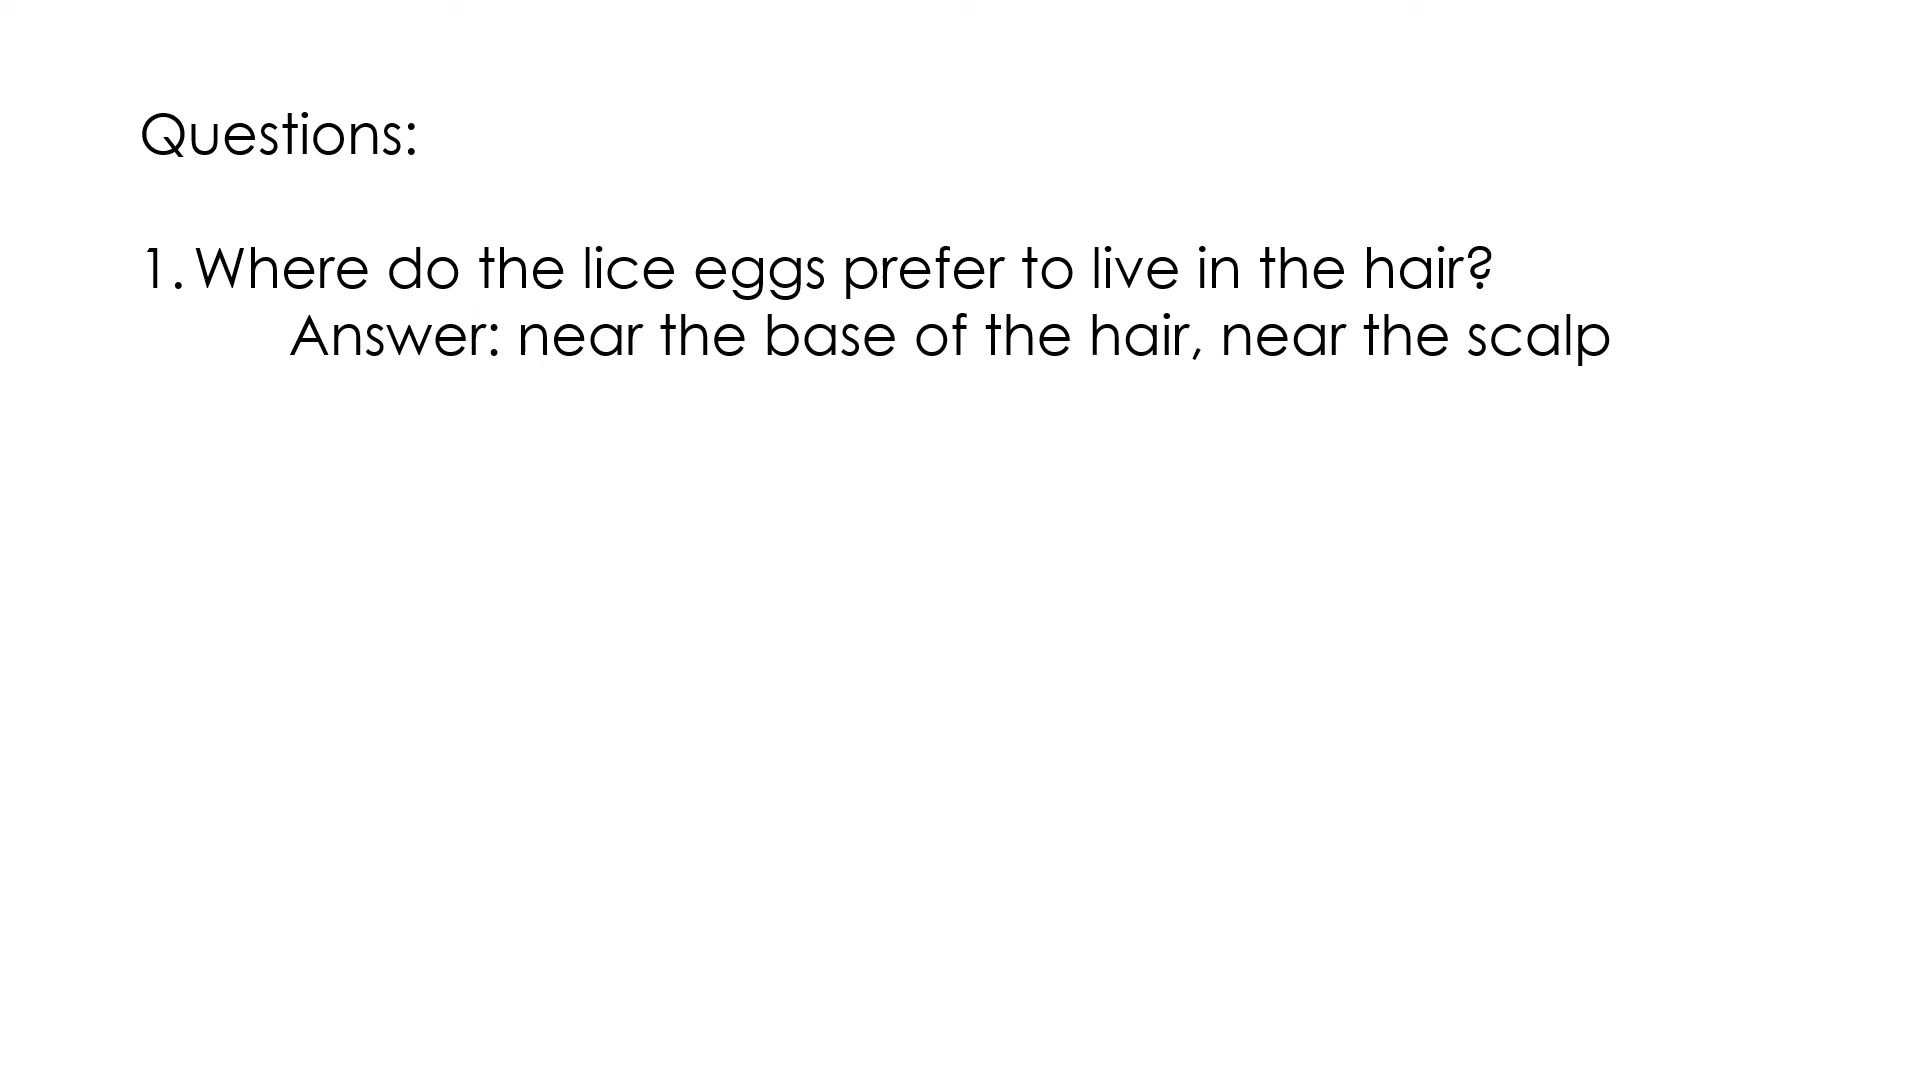 Questions:
1. Where do the lice eggs prefer to live in the hair?
Answer: near the base of the hair, near the scalp